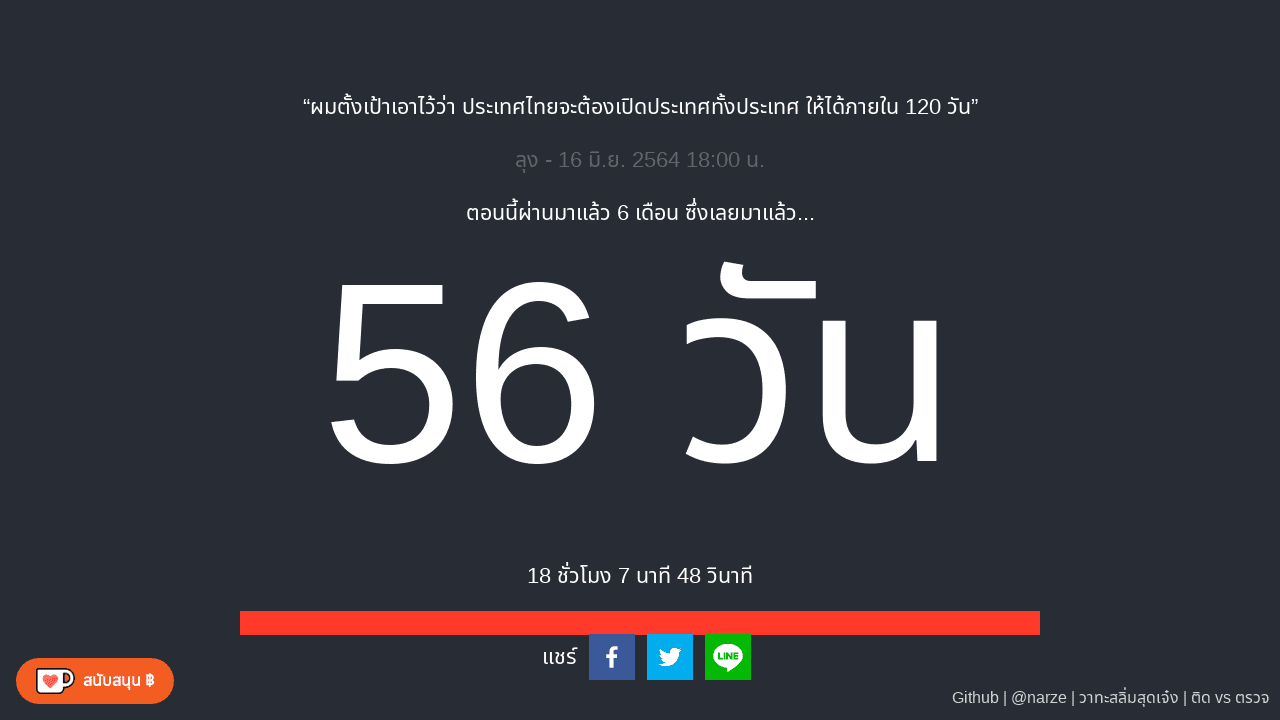 “ผมตั้งเป้าเอาไว้ว่า ประเทศไทยจะต้องเปิดประเทศทั้งประเทศ ให้ได้ภายใน 120 วัน”
ลุง - 16 มิ.ย. 2564 18:00 น.
ตอนนี้ผ่านมาแล้ว 6 เดือน ซึ่งเลยมาแล้ว...
56 วัน
18 ชั่วโมง 7 นาที 48 วินาที
แชร์
LINE
สนับสนุน ฿
Github | @narze | วาทะสลิ่มสุดเจ๋ง | ติด vs ตรวจ